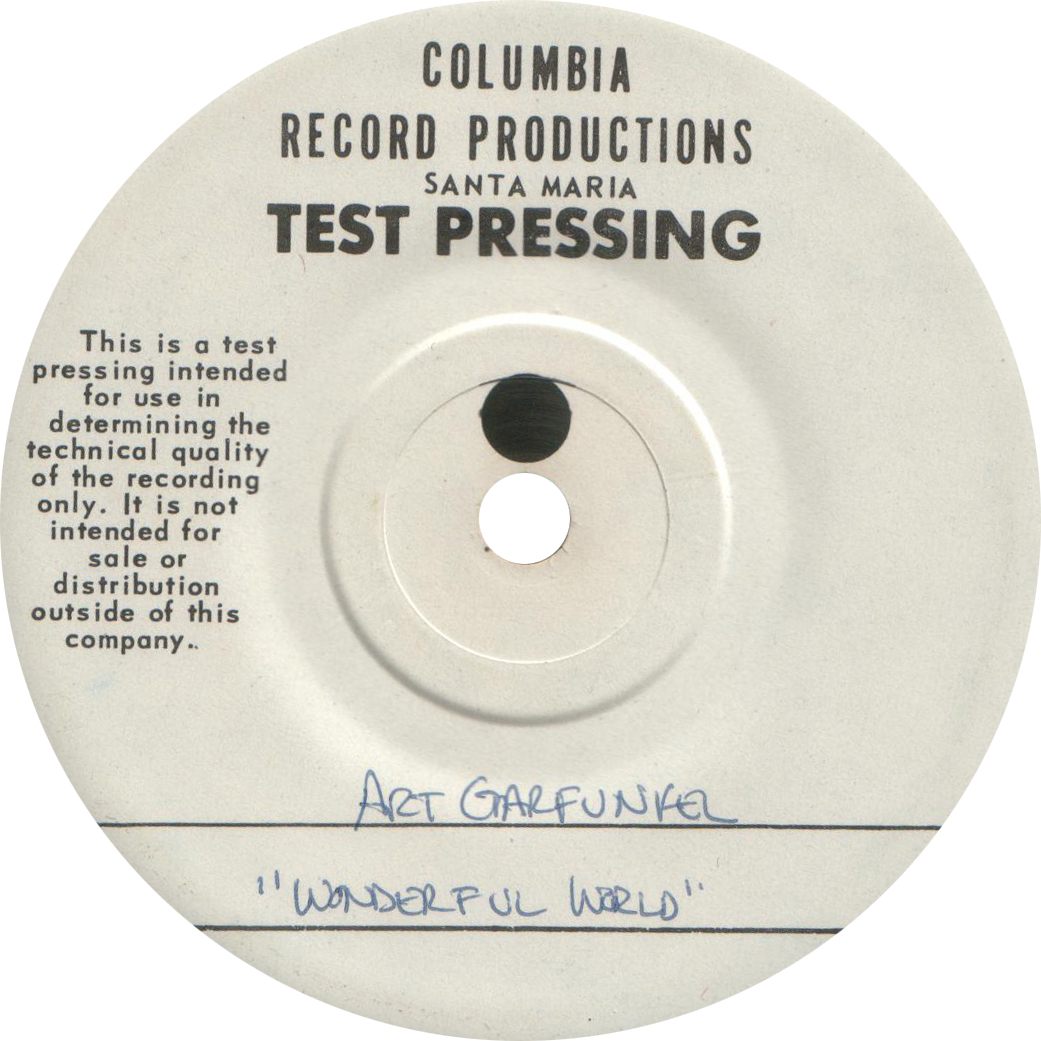 COLUMBIA
RECORD PRODUCTIONS
SANTA MARIA
TEST PRESSING
This is a test
pressing intended
for use in
determining the
technical quality
of the recording
only. It is not
intended for
sale or
distribution
outside of this
company..
ART GARFUNKEL
"WONDERFUL WORLD"